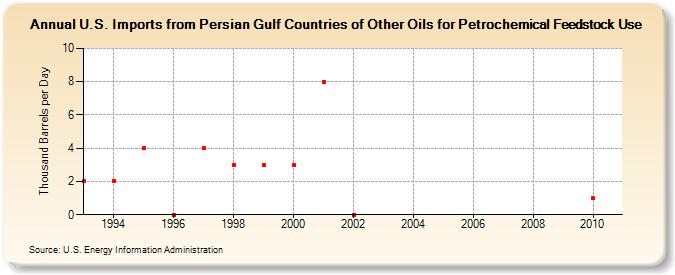 Annual U.S. Imports from Persian Gulf Countries of Other Oils for Petrochemical Feedstock Use
Thousand Barrels per Day
10
8
6
4
2
0
1994 1996 1998 2000 2002 2004 2006 2008 2010
Source: U.S. Energy Information Administration